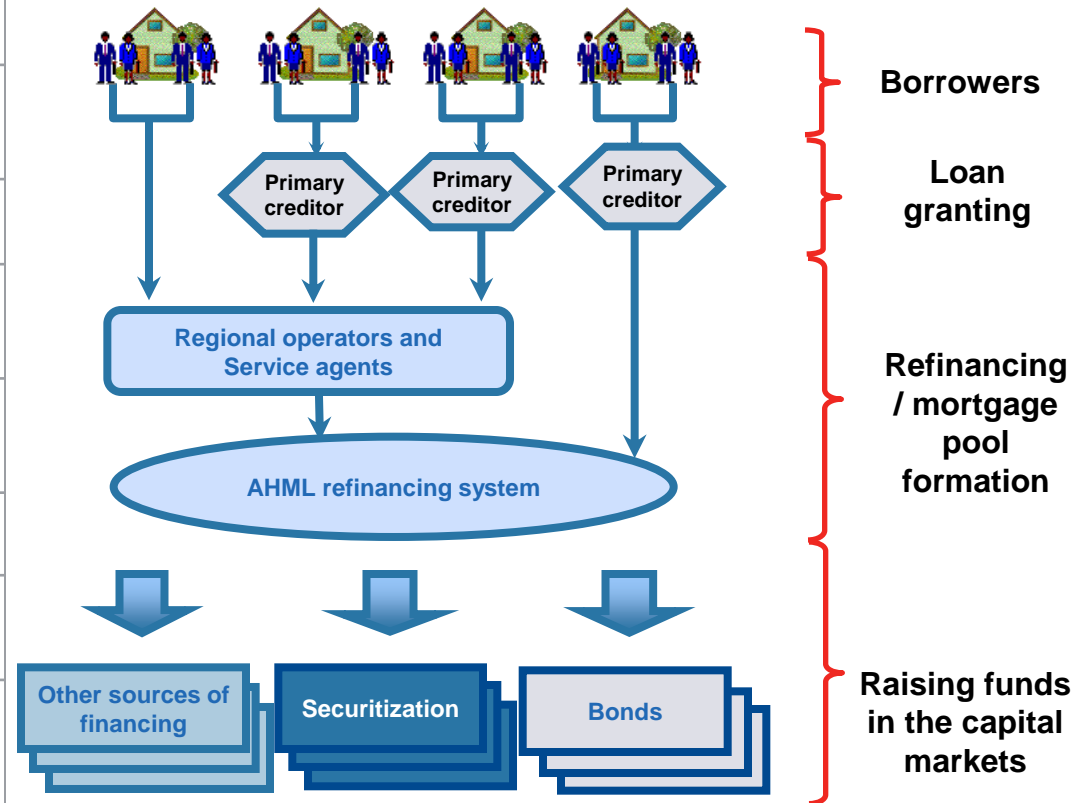 Borrowers
Primary
creditor
Primary
creditor
Primary
creditor
Loan
granting
Regional operators and
Service agents
AHML refinancing system
Refinancing
/ mortgage
pool
formation
Other sources of
financing
Securitization
Bonds
Raising funds
in the capital
markets